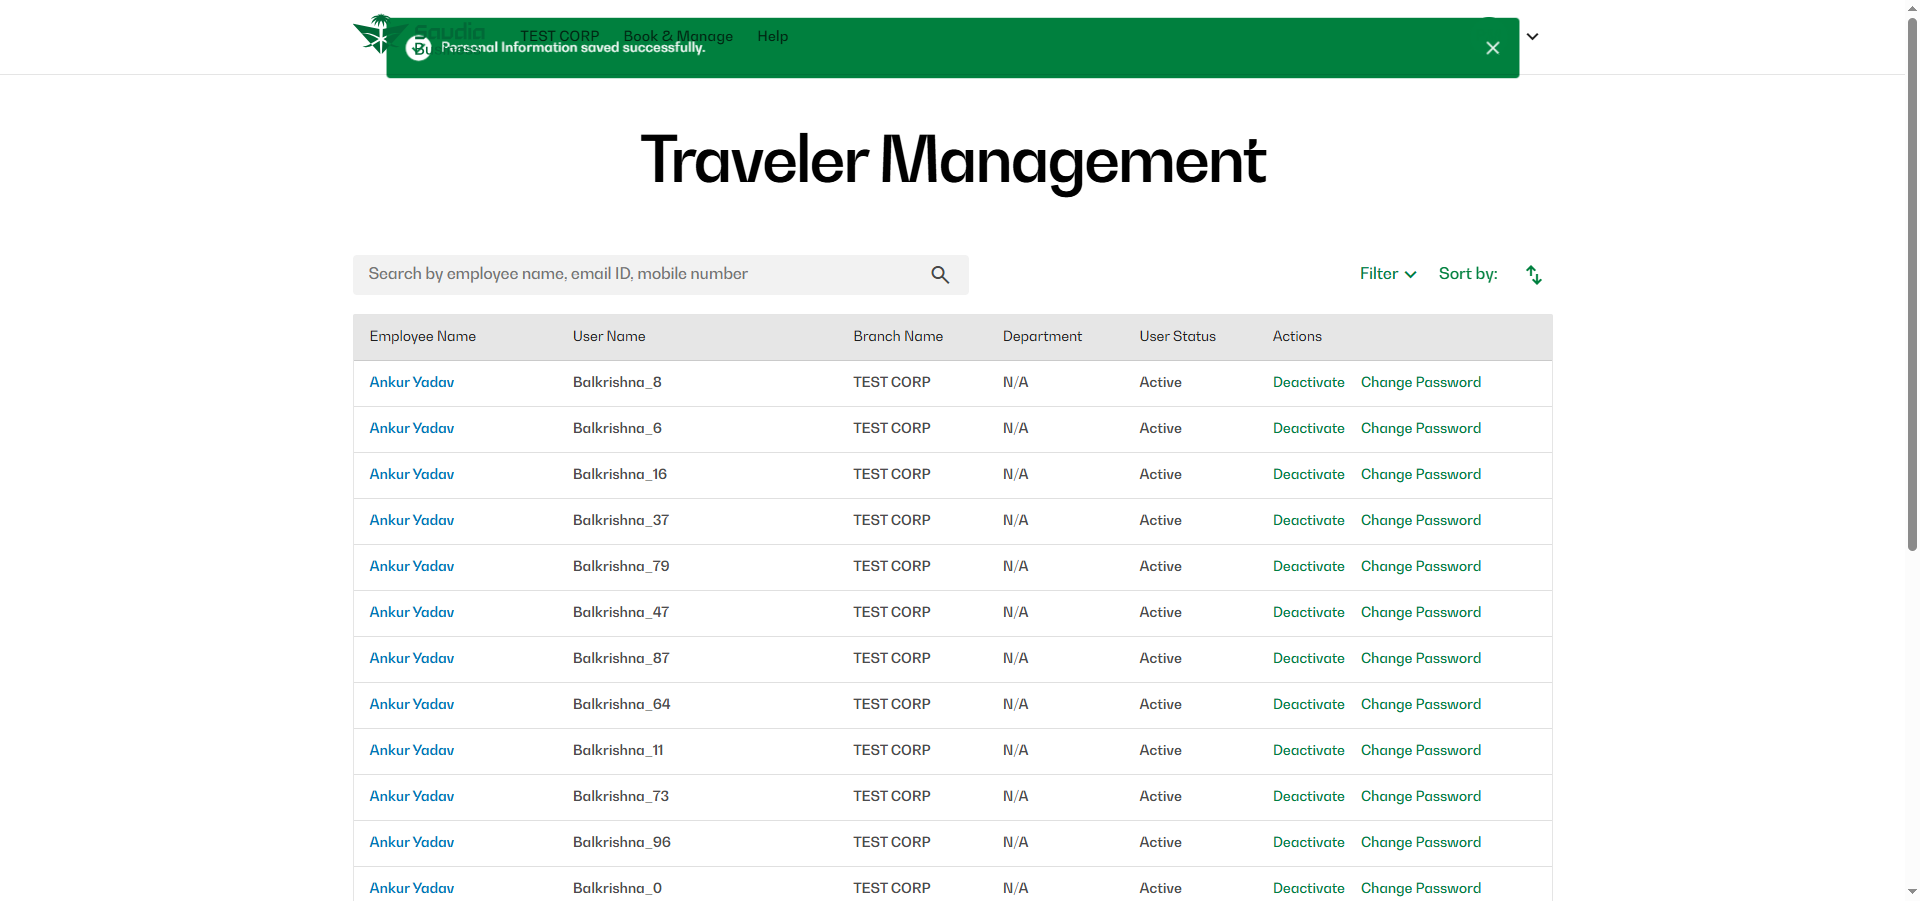 Saudia
Business
TEST CORP Book & Manage Help
Personal Information saved successfully.
Traveler Management
Search by employee name, email ID, mobile number
Filter Sort by:
Employee Name User Name Branch Name Department User Status Actions
Ankur Yadav Balkrishna_8 TEST CORP N/A Active Deactivate Change Password
Ankur Yadav Balkrishna_6 TEST CORP N/A Active Deactivate Change Password
Ankur Yadav Balkrishna_16 TEST CORP N/A Active Deactivate Change Password
Ankur Yadav Balkrishna_37 TEST CORP N/A Active Deactivate Change Password
Ankur Yadav Balkrishna_79 TEST CORP N/A Active Deactivate Change Password
Ankur Yadav Balkrishna_47 TEST CORP N/A Active Deactivate Change Password
Ankur Yadav Balkrishna_87 TEST CORP N/A Active Deactivate Change Password
Ankur Yadav Balkrishna_64 TEST CORP N/A Active Deactivate Change Password
Ankur Yadav Balkrishna_11 TEST CORP N/A Active Deactivate Change Password
Ankur Yadav Balkrishna_73 TEST CORP N/A Active Deactivate Change Password
Ankur Yadav Balkrishna_96 TEST CORP N/A Active Deactivate Change Password
Ankur Yadav Balkrishna_0 TEST CORP N/A Active Deactivate Change Password